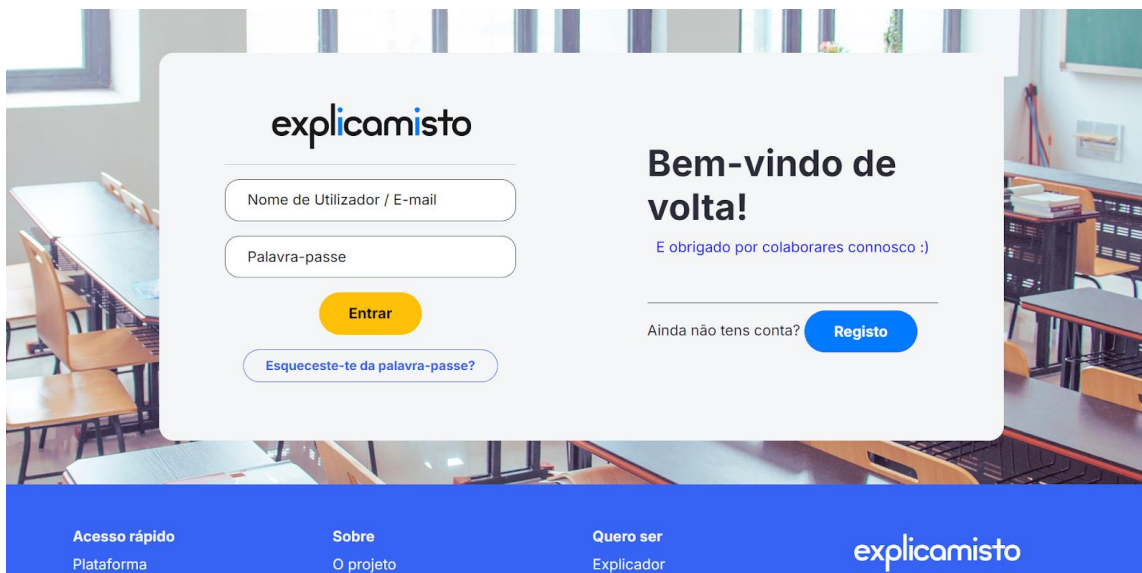 explicamisto
Nome de Utilizador / E-mail
Palavra-passe
Entrar
Esqueceste-te da palavra-passe?
Bem-vindo de
volta!
E obrigado por colaborares connosco :)
Ainda não tens conta?
Registo
Acesso rápido
Plataforma
Sobre
O projeto
Quero ser
Explicador
explicamisto